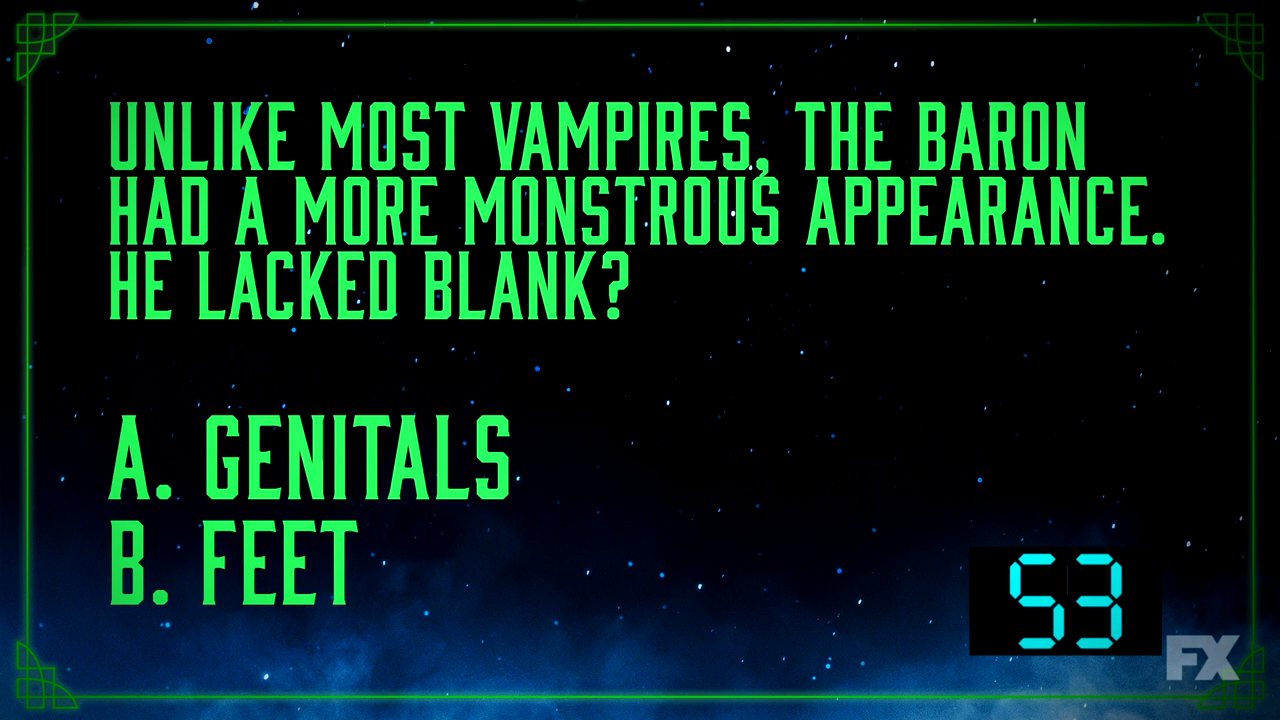 UNLIKE MOST VAMPIRES, THE BARON
HAD A MORE MONSTROUS APPEARANCE.
HE LACKED BLANK?
A. GENITALS
B. FEET
53
FX